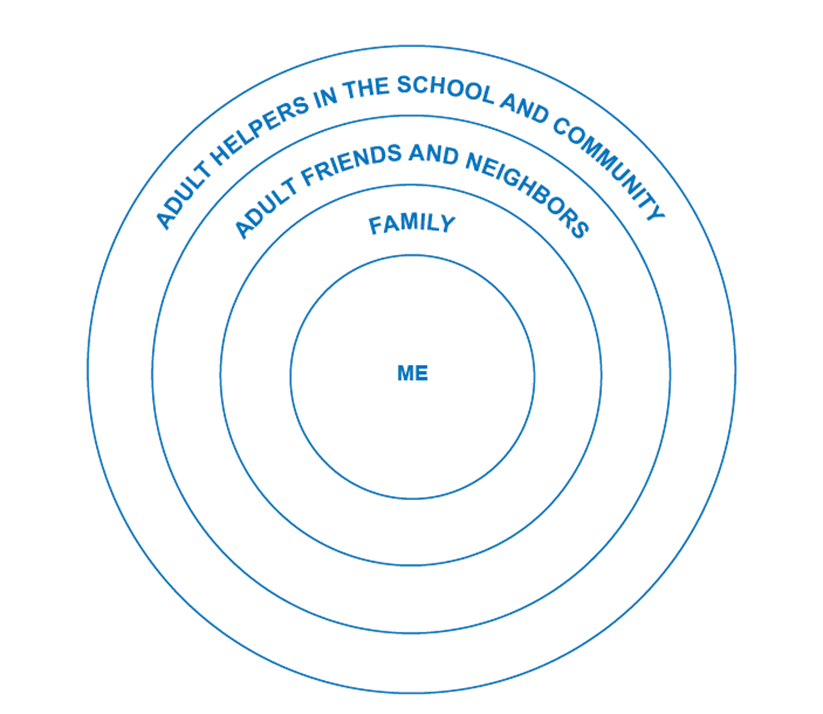 ADULT HELPERS IN THE SCHOOL AND COMMUNITY
ADULT FRIENDS AND NEIGHBORS
FAMILY
ME